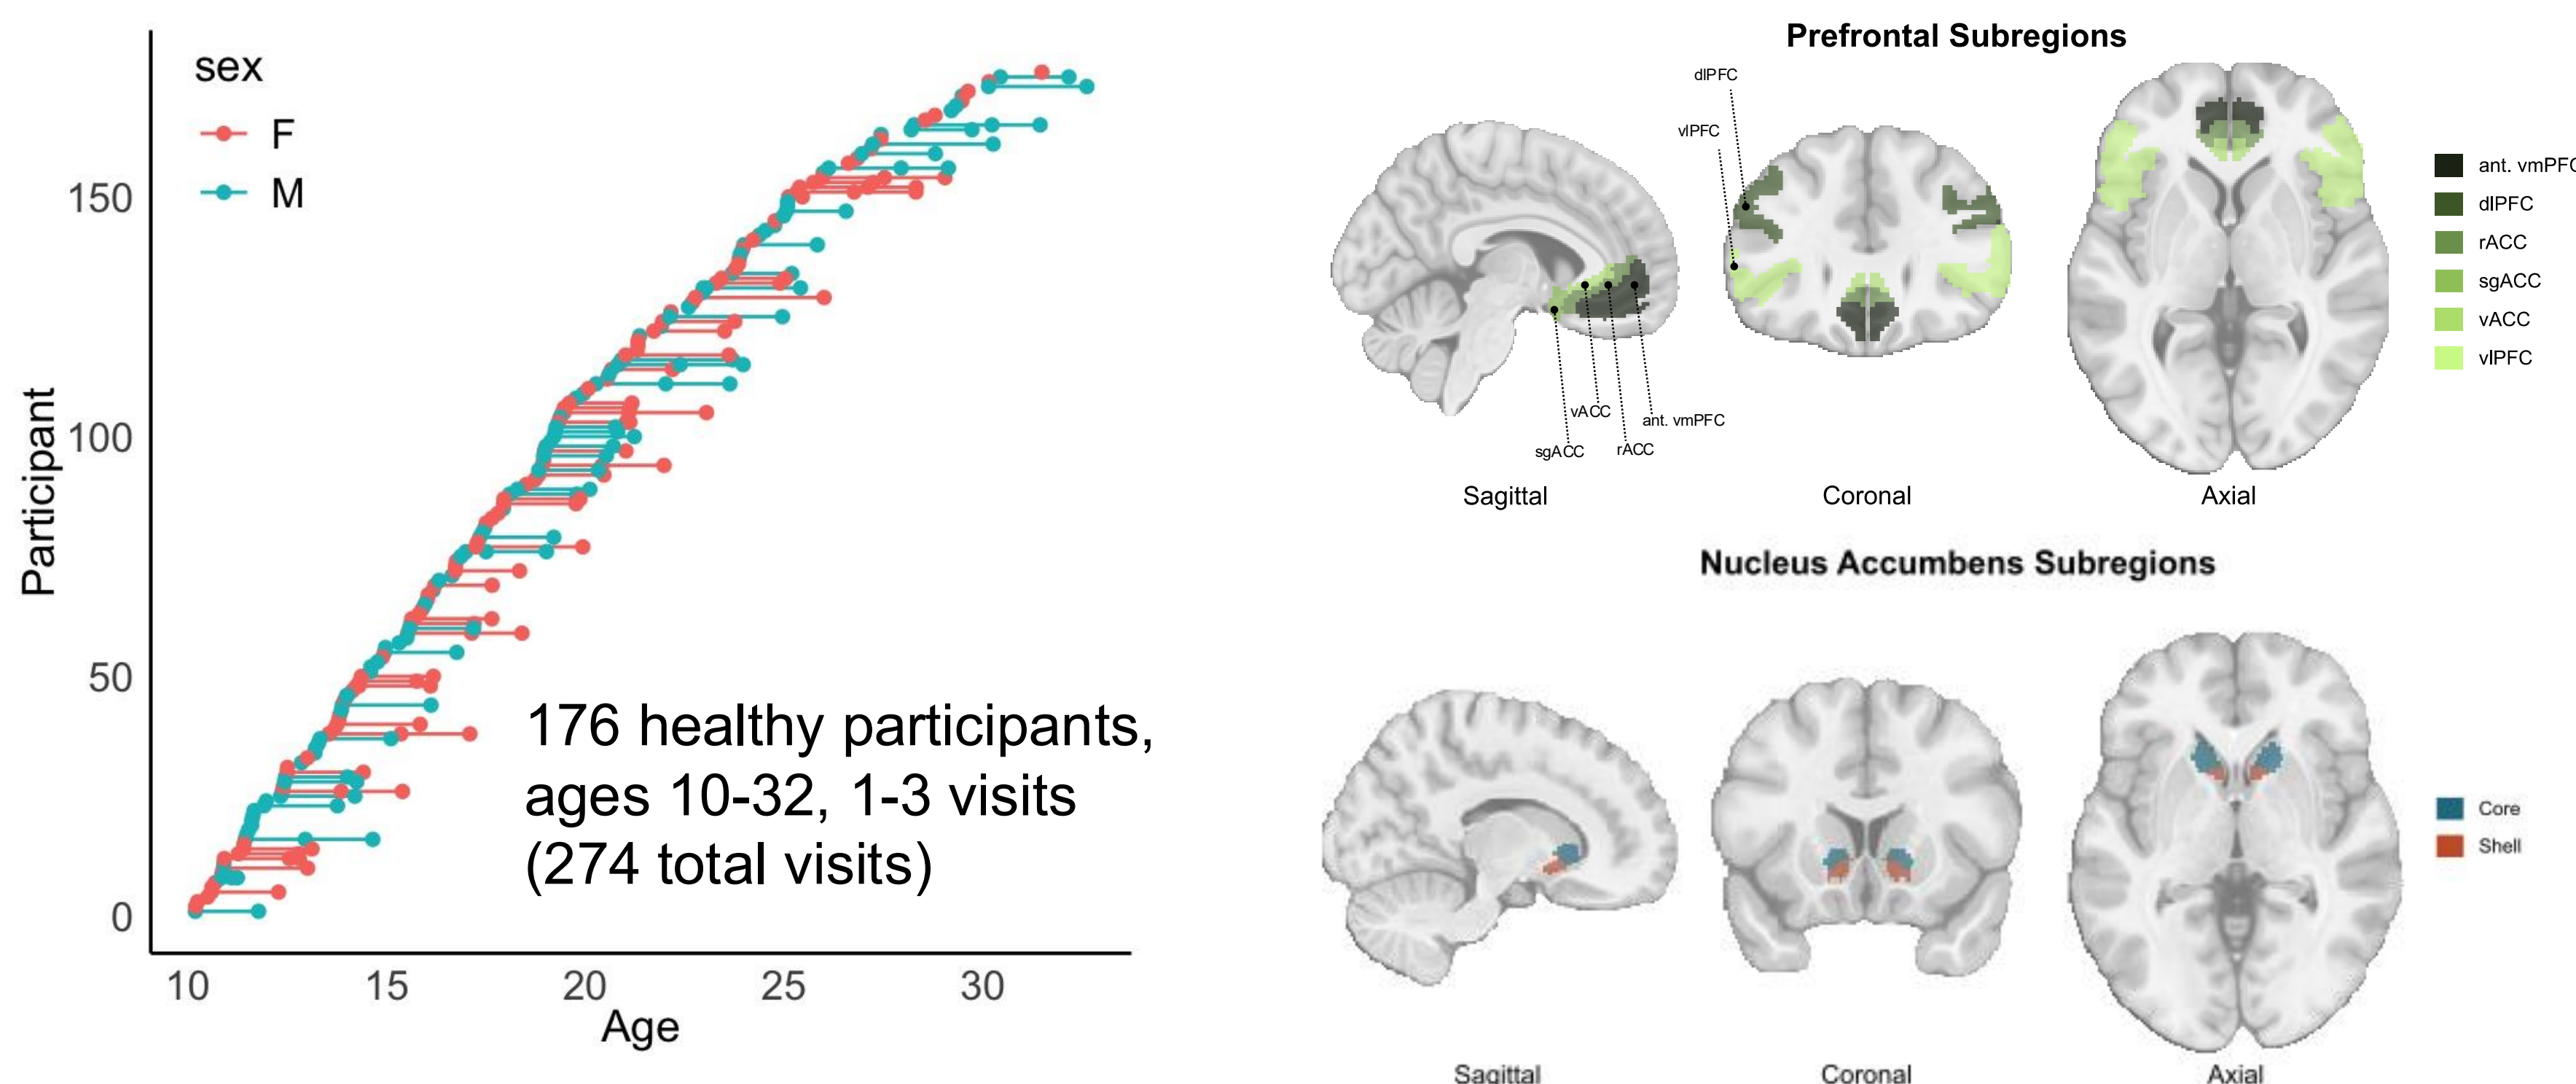 sex
F
M
150
100
50
0
Participant
10 15 20 25 30
Age
176 healthy participants,
ages 10-32, 1-3 visits
(274 total visits)
Prefrontal Subregions
dlPFC
vlPFC
vACC
ant. vmPFC
sgACC
rACC
Sagittal
Coronal
Axial
ant. vmPFC
dlPFC
rACC
sgACC
vACC
vlPFC
Nucleus Accumbens Subregions
Core
Shell
Sagittal
Coronal
Axial